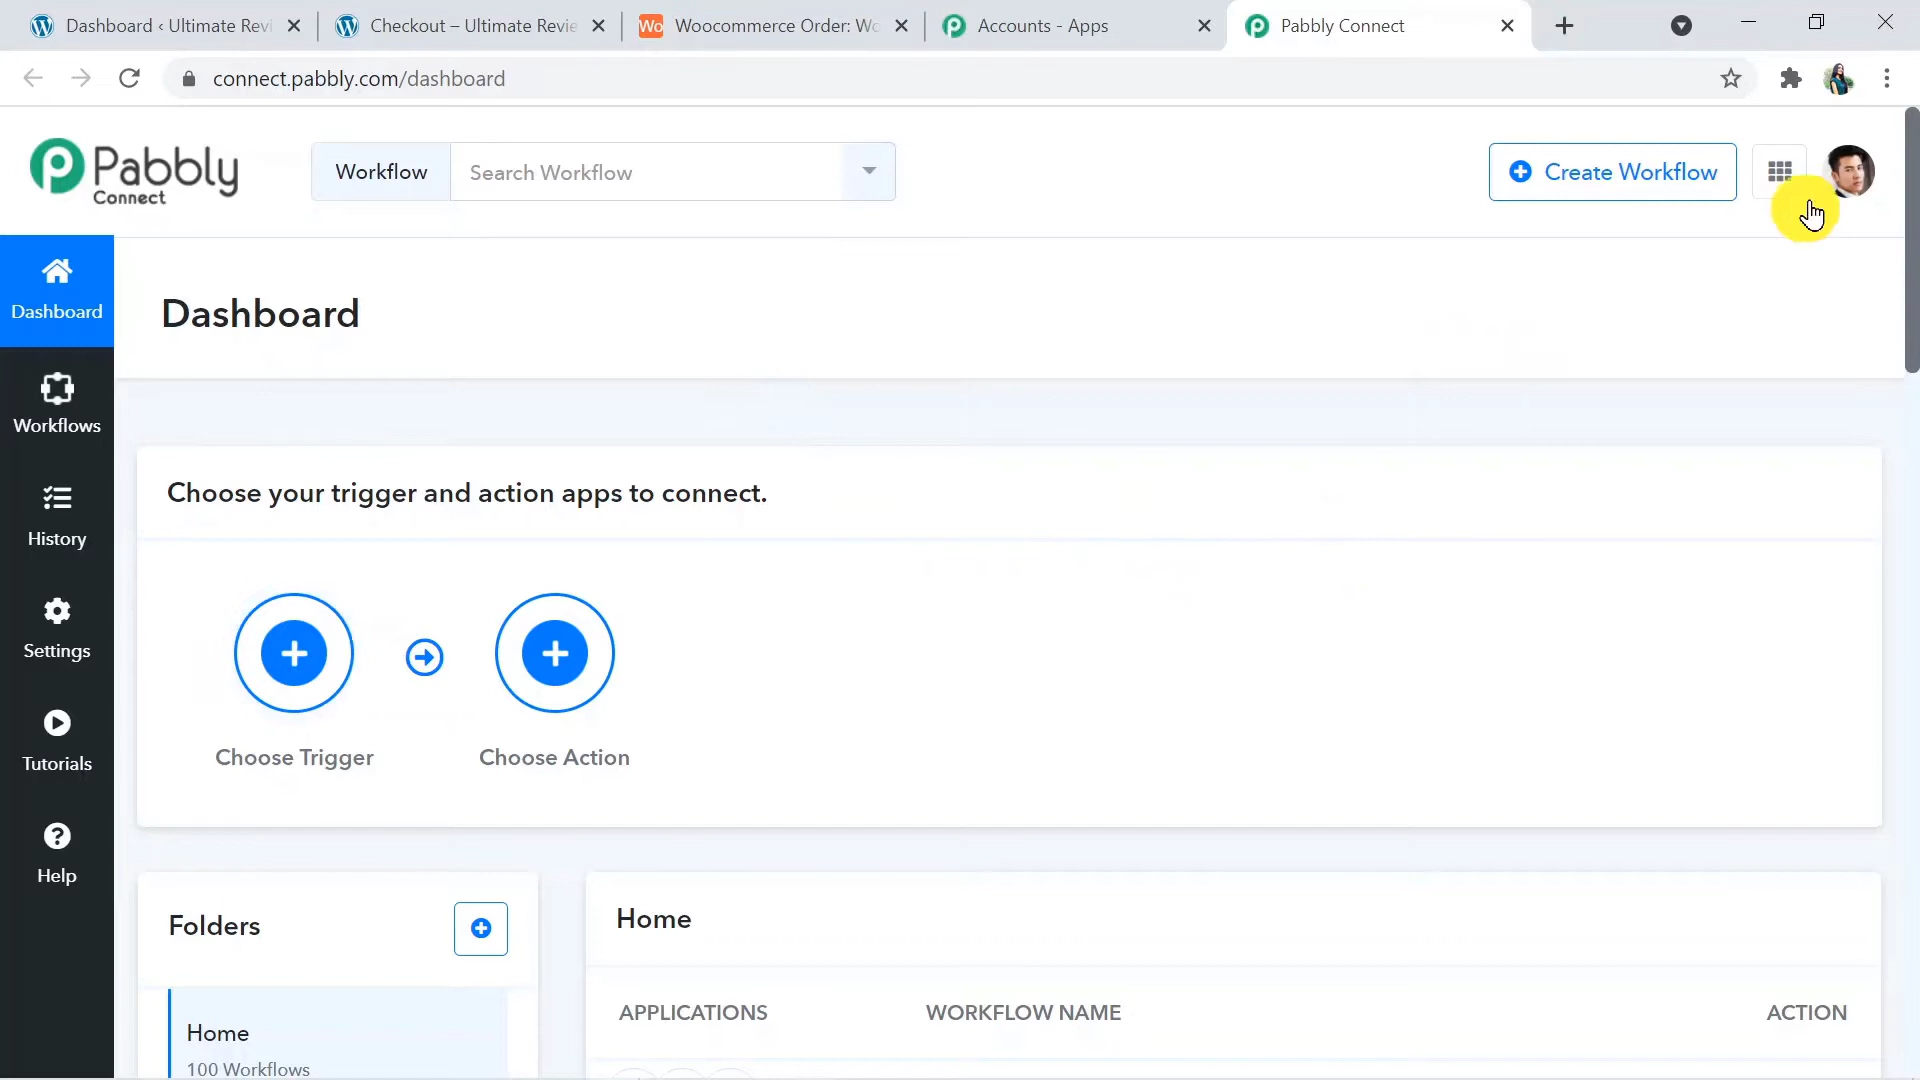 Dashboard ‹ Ultimate Revi
Checkout – Ultimate Revie
Wo Woocommerce Order: Wo
Accounts - Apps
Pabbly Connect
connect.pabbly.com/dashboard
Pabbly
Connect
Workflow
Search Workflow
Create Workflow
Dashboard
Dashboard
Workflows
History
Settings
Tutorials
Help
Choose your trigger and action apps to connect.
Choose Trigger
Choose Action
Folders
Home
100 Workflows
Home
APPLICATIONS
WORKFLOW NAME
ACTION